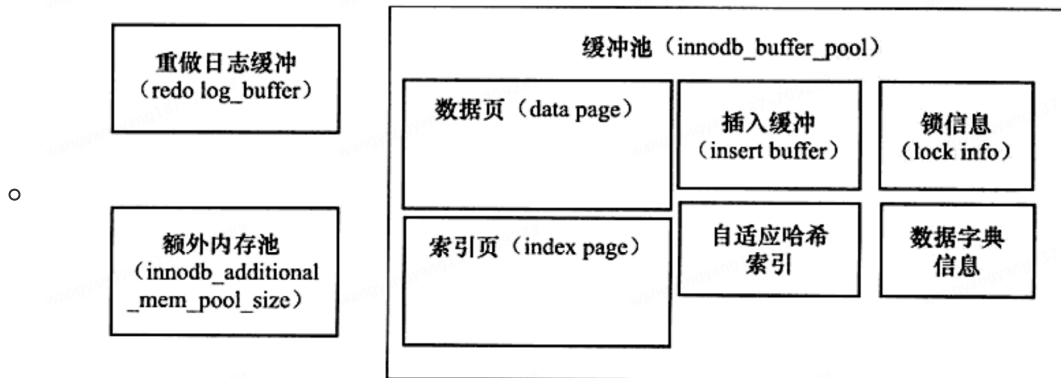 重做日志缓冲
（redo log_buffer）
缓冲池（innodb_buffer_pool）
数据页（data page）
插入缓冲
（insert buffer）
锁信息
（lock info）
额外内存池
（innodb_additional
_mem_pool_size）
索引页（index page）
自适应哈希
索引
数据字典
信息